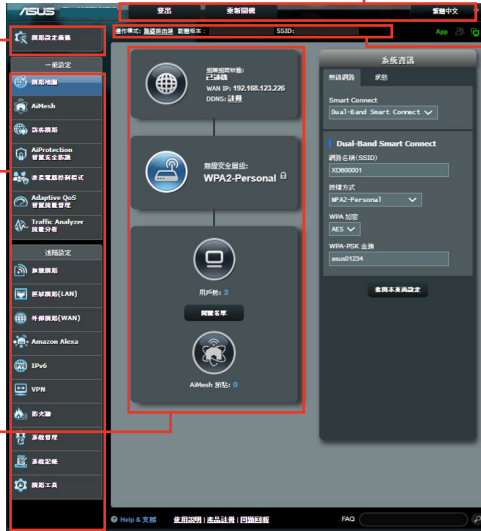 ASUS
登出
重新開機
繁體中文
操作模式: 無線路由器 韌體版本:
SSID:
App
網路設定精靈
一般設定
網路地圖
AiMesh
訪客網路
AiProtection
智慧安全防護
家長電腦控制程式
Adaptive QoS
智慧流量管理
Traffic Analyzer
流量分析
進階設定
無線網路
區域網路(LAN)
外部網路(WAN)
Amazon Alexa
IPv6
VPN
防火牆
系統管理
系統記錄
網路工具
網際網路狀態:
已連線
WAN IP: 192.168.123.226
DDNS: 註冊
無線安全層級:
WPA2-Personal
用戶數: 2
閱覽名單
AiMesh 節點: 0
系統資訊
無線網路
狀態
Smart Connect
Dual-Band Smart Connect
Dual-Band Smart Connect
網路名稱(SSID)
XD600001
授權方式
WPA2-Personal
WPA 加密
AES
WPA-PSK 金鑰
asus01234
套用本頁面設定
Help & 支援
使用說明 | 產品註冊 | 問題回報
FAQ